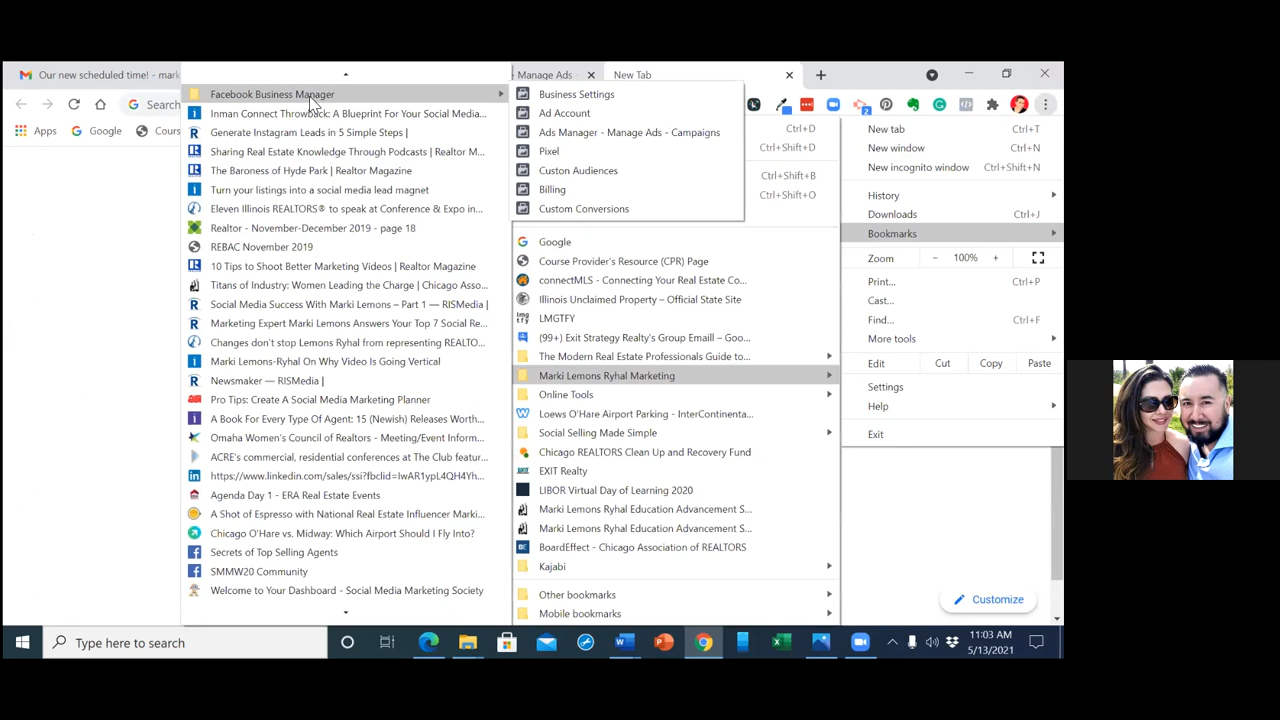 Our new scheduled time! - mark
- Manage Ads -
New Tab
Search
Apps
Google
Cours
Facebook Business Manager
Inman Connect Throwback: A Blueprint For Your Social Media...
Generate Instagram Leads in 5 Simple Steps |
Sharing Real Estate Knowledge Through Podcasts | Realtor M...
The Baroness of Hyde Park | Realtor Magazine
Turn your listings into a social media lead magnet
Eleven Illinois REALTORS® to speak at Conference & Expo in...
Realtor - November-December 2019 - page 18
REBAC November 2019
10 Tips to Shoot Better Marketing Videos | Realtor Magazine
Titans of Industry: Women Leading the Charge | Chicago Asso...
Social Media Success With Marki Lemons – Part 1 — RISMedia |
Marketing Expert Marki Lemons Answers Your Top 7 Social Re...
Changes don't stop Lemons Ryhal from representing REALTO...
Marki Lemons-Ryhal On Why Video Is Going Vertical
Newsmaker — RISMedia |
Pro Tips: Create A Social Media Marketing Planner
A Book For Every Type Of Agent: 15 (Newish) Releases Worth...
Omaha Women's Council of Realtors - Meeting/Event Inform...
ACRE's commercial, residential conferences at The Club featur...
https://www.linkedin.com/sales/ssi?fbclid=IwAR1ypL4QH4Yh...
Agenda Day 1 - ERA Real Estate Events
A Shot of Espresso with National Real Estate Influencer Marki...
Chicago O'Hare vs. Midway: Which Airport Should I Fly Into?
Secrets of Top Selling Agents
SMMW20 Community
Welcome to Your Dashboard - Social Media Marketing Society
Business Settings
Ad Account
Ads Manager - Manage Ads - Campaigns
Pixel
Custon Audiences
Billing
Custom Conversions
Ctrl+D
Ctrl+Shift+D
Ctrl+Shift+B
Ctrl+Shift+O
Google
Course Provider's Resource (CPR) Page
connectMLS - Connecting Your Real Estate Co...
Illinois Unclaimed Property – Official State Site
LMGTFY
(99+) Exit Strategy Realty's Group Emaill – Goo...
The Modern Real Estate Professionals Guide to...
Marki Lemons Ryhal Marketing
Online Tools
Loews O'Hare Airport Parking - InterContinenta...
Social Selling Made Simple
Chicago REALTORS Clean Up and Recovery Fund
EXIT Realty
LIBOR Virtual Day of Learning 2020
Marki Lemons Ryhal Education Advancement S...
Marki Lemons Ryhal Education Advancement S...
BoardEffect - Chicago Association of REALTORS
Kajabi
Other bookmarks
Mobile bookmarks
New tab Ctrl+T
New window Ctrl+N
New incognito window Ctrl+Shift+N
History
Downloads Ctrl+J
Bookmarks
Zoom - 100% +
Print... Ctrl+P
Cast...
Find... Ctrl+F
More tools
Edit Cut Copy Paste
Settings
Help
Exit
Customize
Type here to search
11:03 AM
5/13/2021